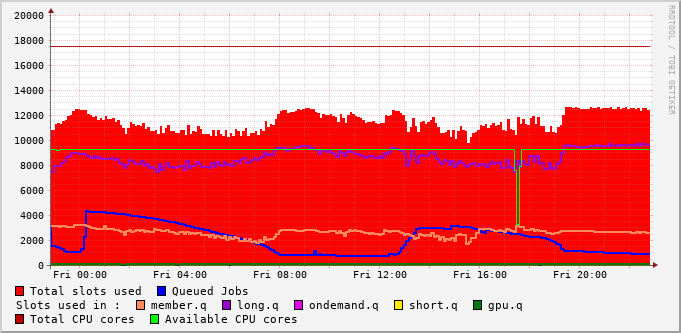 RRDTOOL / TOBI OETIKER
20000
18000
16000
14000
12000
10000
8000
6000
4000
2000
0
Fri 00:00 Fri 04:00 Fri 08:00 Fri 12:00 Fri 16:00 Fri 20:00
Total slots used Queued Jobs
Slots used in : member.q long.q ondemand.q short.q gpu.q
Total CPU cores Available CPU cores